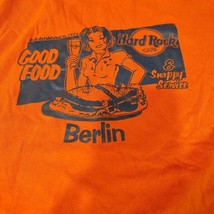 GOOD
FOOD
Hard Rock
CAFE
& Snappy
Service
Berlin